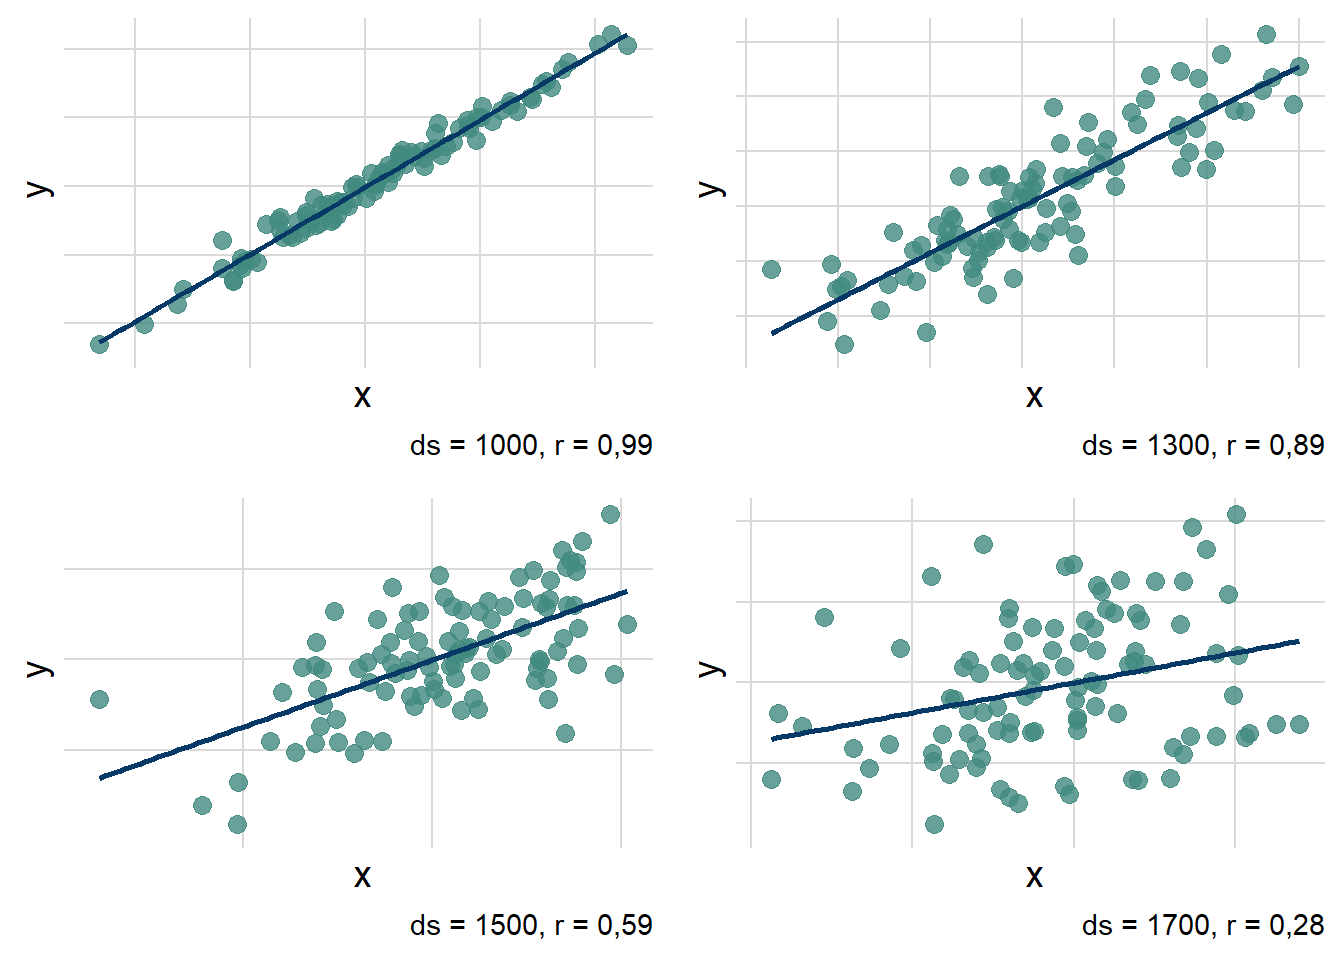 y
x
ds = 1000, r = 0,99
y
x
ds = 1300, r = 0,89
y
x
ds = 1500, r = 0,59
y
x
ds = 1700, r = 0,28